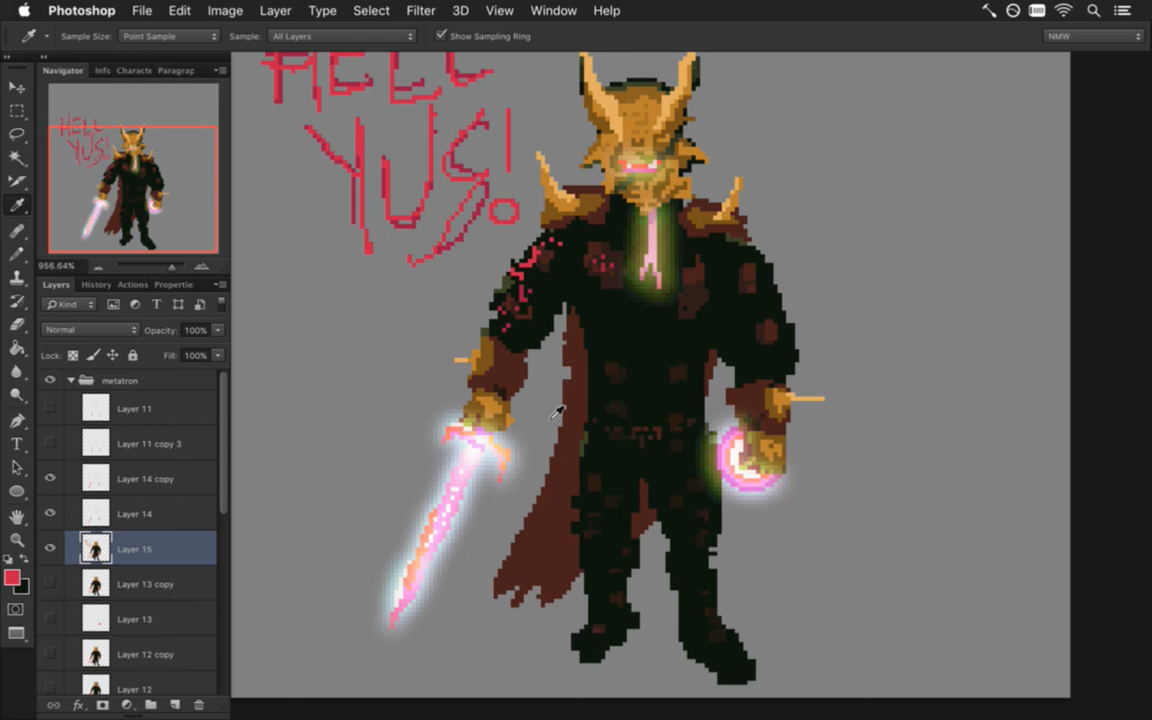 Photoshop File Edit Image Layer Type Select Filter 3D View Window Help
Sample Size: Point Sample Sample: All Layers Show Sampling Ring NMW
Navigator Info Characte Paragrap
HELL
YUS!
956.64%
Layers History Actions Propertie
Kind
Normal Opacity: 100%
Lock: Fill: 100%
metatron
Layer 11
Layer 11 copy 3
Layer 14 copy
Layer 14
Layer 15
Layer 13 copy
Layer 13
Layer 12 copy
Layer 12
fx
HELL
YUS!